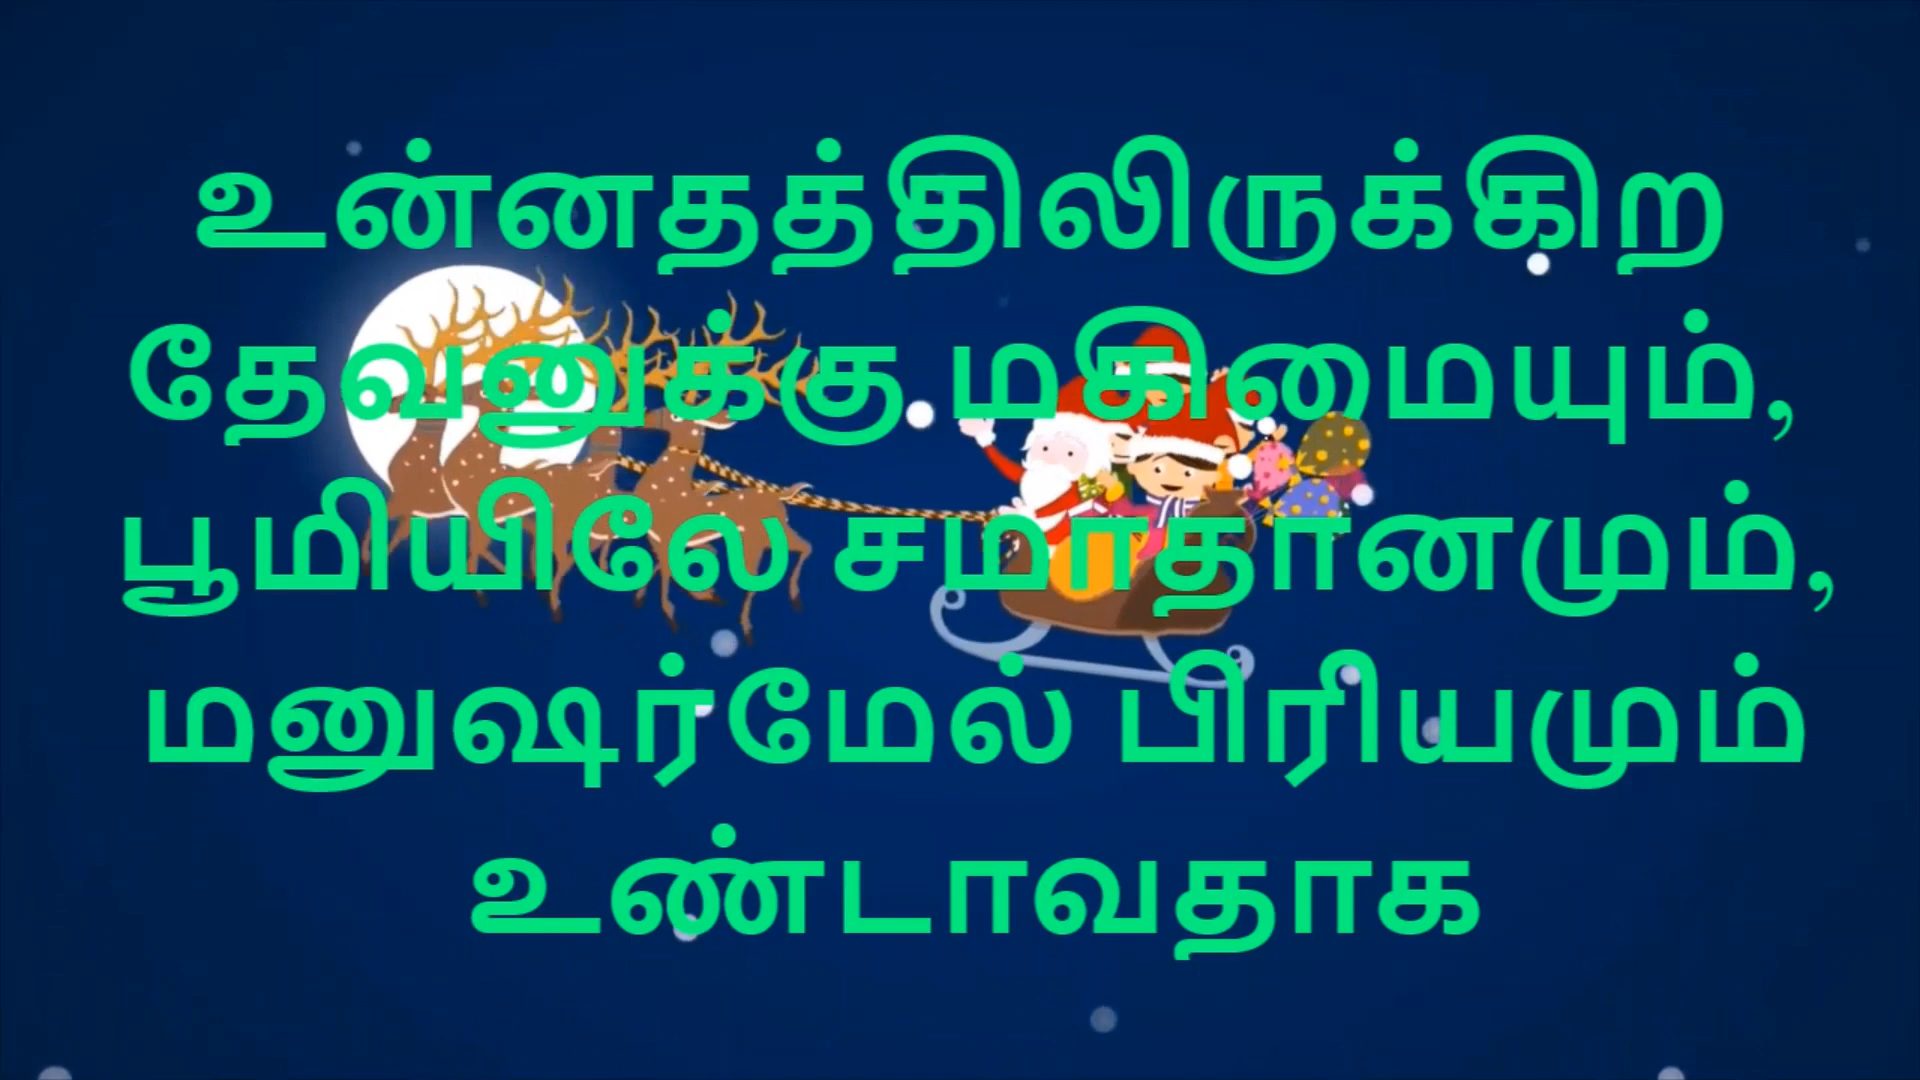 உன்னதத்திலிருக்கிற
தேவனுக்கு மகிமையும்,
பூமியிலே சமாதானமும்,
மனுஷர்மேல் பிரியமும்
உண்டாவதாக